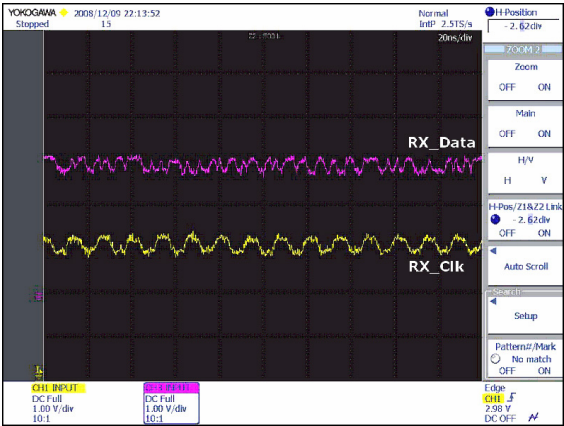 YOKOGAWA 2008/12/09 22:13:52
Stopped 15
Normal
IntP 2.5TS/s
20ns/div
RX_Data
RX_Clk
H-Position
-2.62div
ZOOM 2
Zoom
OFF ON
Main
OFF ON
H/V
H V
H-Pos/Z1&Z2 Link
-2.62div
OFF ON
Auto Scroll
Search
Setup
Pattern#/Mark
No match
OFF ON
CH1 INPUT
DC Full
1.00 V/div
10:1
DC Full
1.00 V/div
10:1
Edge
CH1
2.98 V
DC OFF